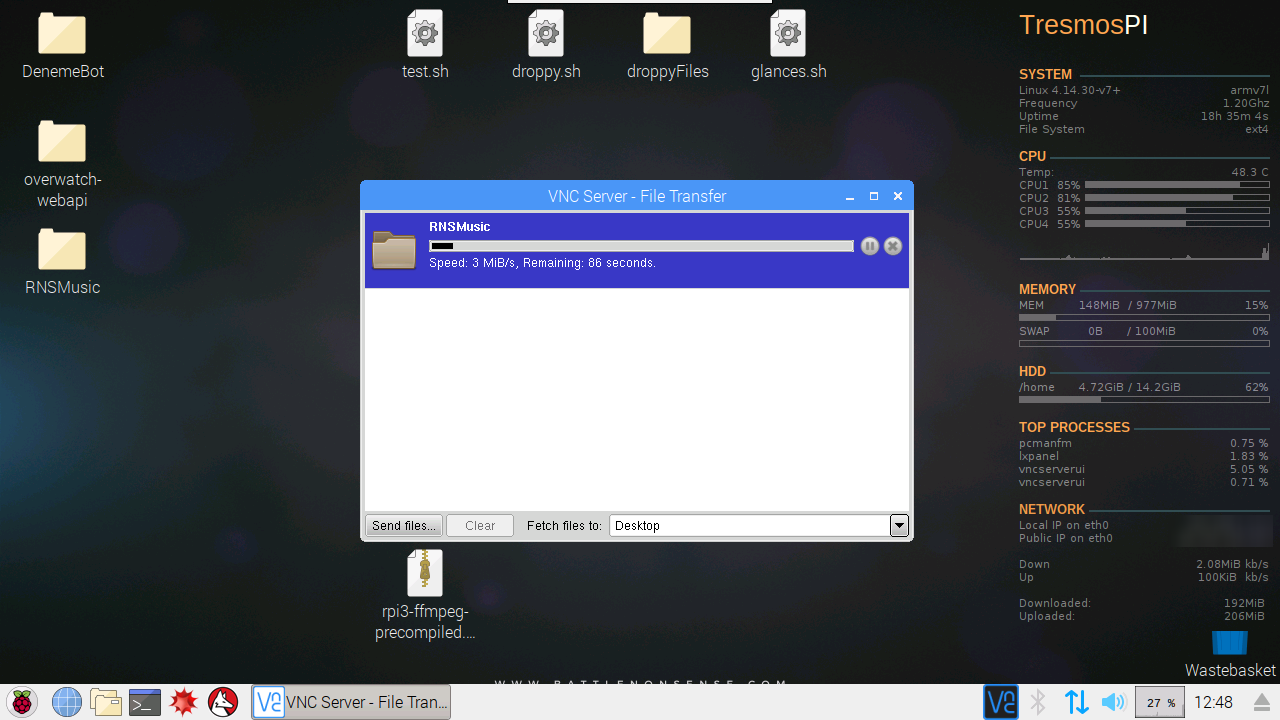 DenemeBot
test.sh
droppy.sh
droppyFiles
glances.sh
overwatch-
webapi
RNSMusic
VNC Server - File Transfer
RNSMusic
Speed: 3 MiB/s, Remaining: 86 seconds.
Send files...
Clear
Fetch files to:
Desktop
rpi3-ffmpeg-
precompiled....
TresmosPI
SYSTEM
Linux 4.14.30-v7+ armv7l
Frequency 1.20Ghz
Uptime 18h 35m 4s
File System ext4
CPU
Temp: 48.3 C
CPU1 85%
CPU2 81%
CPU3 55%
CPU4 55%
MEMORY
MEM 148MiB / 977MiB 15%
SWAP 0B / 100MiB 0%
HDD
/home 4.72GiB / 14.2GiB 62%
TOP PROCESSES
pcmanfm 0.75 %
lxpanel 1.83 %
vncserverui 5.05 %
vncserverui 0.71 %
NETWORK
Local IP on eth0
Public IP on eth0
Down 2.08MiB kb/s
Up 100KiB kb/s
Downloaded: 192MiB
Uploaded: 206MiB
Wastebasket
WWW.BATTLENONSENSE.COM
>_
VNC Server - File Tran...
27 %
12:48